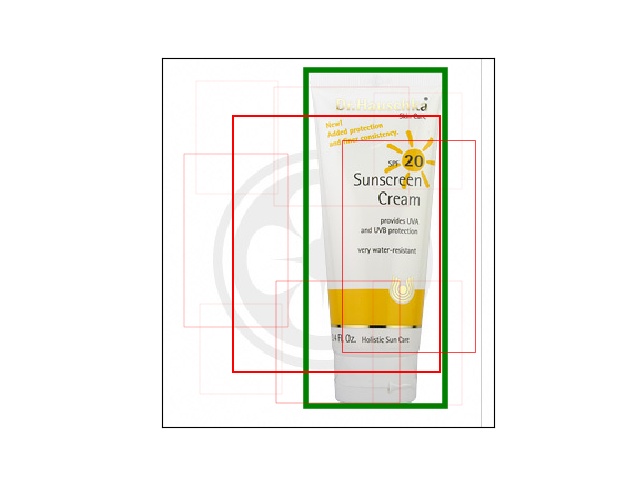 Dr.Hauschka
Skin Care
New!
Added protection
and finer consistency.
SPF 20
Sunscreen
Cream
provides UVA
and UVB protection
very water-resistant
Fl. Oz. Holistic Sun Care